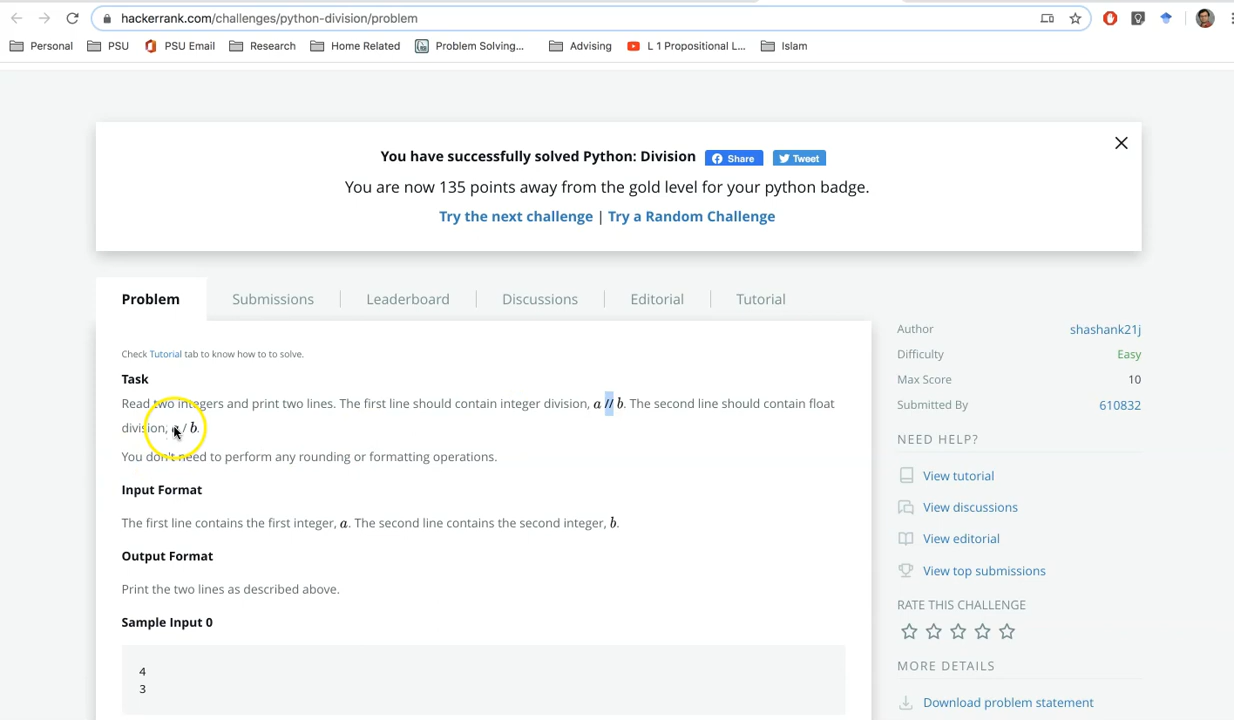 hackerrank.com/challenges/python-division/problem
Personal PSU PSU Email Research Home Related Problem Solving... Advising L 1 Propositional L... Islam
You have successfully solved Python: Division Share Tweet
You are now 135 points away from the gold level for your python badge.
Try the next challenge | Try a Random Challenge
Problem Submissions Leaderboard Discussions Editorial Tutorial
Check Tutorial tab to know how to to solve.
Task
Read two integers and print two lines. The first line should contain integer division, a // b. The second line should contain float
division, a / b.
You don't need to perform any rounding or formatting operations.
Input Format
The first line contains the first integer, a. The second line contains the second integer, b.
Output Format
Print the two lines as described above.
Sample Input 0
4
3
Author shashank21j
Difficulty Easy
Max Score 10
Submitted By 610832
NEED HELP?
View tutorial
View discussions
View editorial
View top submissions
RATE THIS CHALLENGE
MORE DETAILS
Download problem statement